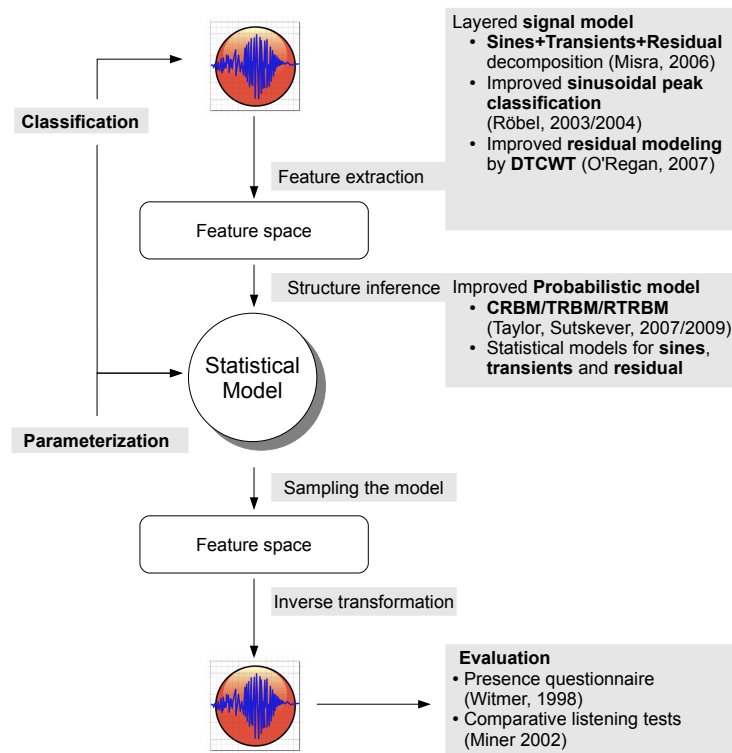 Layered signal model
• Sines+Transients+Residual
decomposition (Misra, 2006)
• Improved sinusoidal peak
classification
(Röbel, 2003/2004)
• Improved residual modeling
by DTCWT (O'Regan, 2007)
Classification
Feature extraction
Feature space
Structure inference
Improved Probabilistic model
• CRBM/TRBM/RTRBM
(Taylor, Sutskever, 2007/2009)
• Statistical models for sines,
transients and residual
Statistical
Model
Parameterization
Sampling the model
Feature space
Inverse transformation
Evaluation
• Presence questionnaire
(Witmer, 1998)
• Comparative listening tests
(Miner 2002)